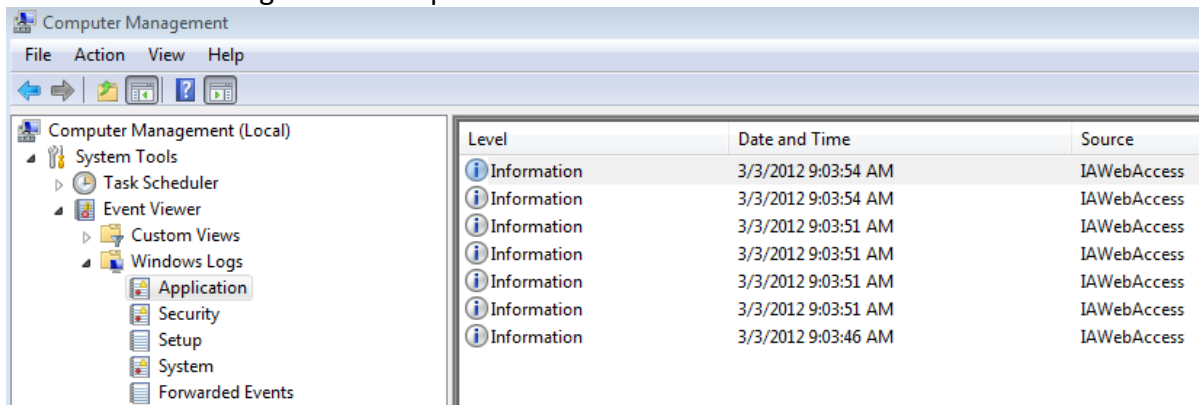 Computer Management
File Action View Help
Computer Management (Local)
System Tools
Task Scheduler
Event Viewer
Custom Views
Windows Logs
Application
Security
Setup
System
Forwarded Events
Level Date and Time Source
Information 3/3/2012 9:03:54 AM IAWebAccess
Information 3/3/2012 9:03:54 AM IAWebAccess
Information 3/3/2012 9:03:51 AM IAWebAccess
Information 3/3/2012 9:03:51 AM IAWebAccess
Information 3/3/2012 9:03:51 AM IAWebAccess
Information 3/3/2012 9:03:51 AM IAWebAccess
Information 3/3/2012 9:03:46 AM IAWebAccess